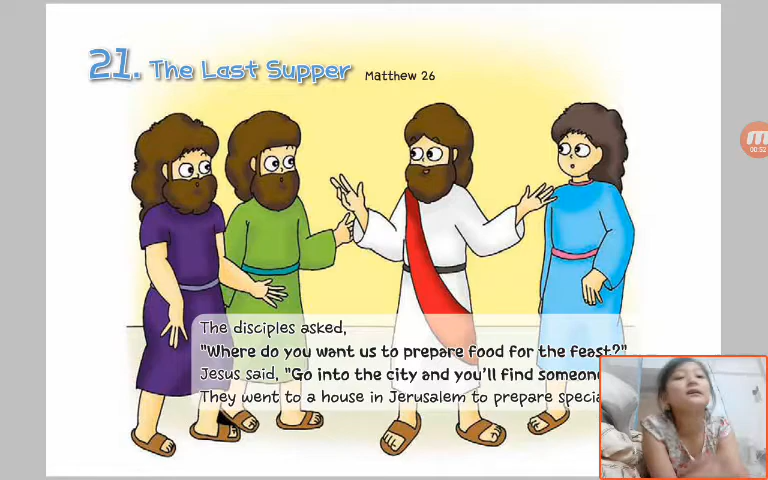 21. The Last Supper Matthew 26
The disciples asked,
"Where do you want us to prepare food for the feast?"
Jesus said, "Go into the city and you'll find someone
They went to a house in Jerusalem to prepare
00:52